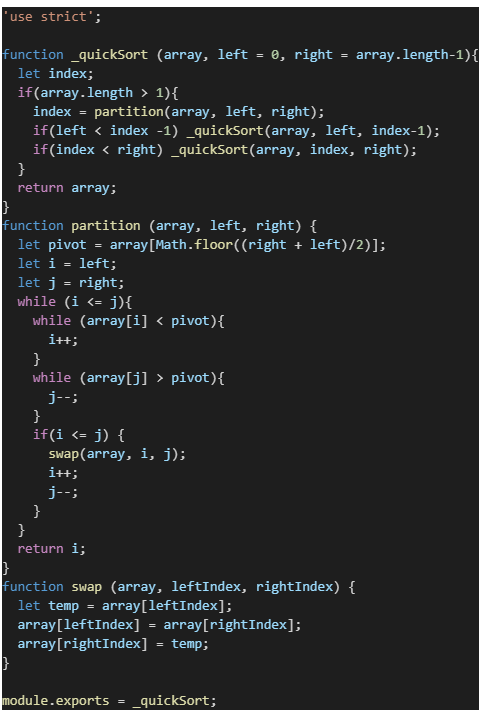 'use strict';

function _quickSort (array, left = 0, right = array.length-1){
  let index;
  if(array.length > 1){
    index = partition(array, left, right);
    if(left < index -1) _quickSort(array, left, index-1);
    if(index < right) _quickSort(array, index, right);
  }
  return array;
}
function partition (array, left, right) {
  let pivot = array[Math.floor((right + left)/2)];
  let i = left;
  let j = right;
  while (i <= j){
    while (array[i] < pivot){
      i++;
    }
    while (array[j] > pivot){
      j--;
    }
    if(i <= j) {
      swap(array, i, j);
      i++;
      j--;
    }
  }
  return i;
}
function swap (array, leftIndex, rightIndex) {
  let temp = array[leftIndex];
  array[leftIndex] = array[rightIndex];
  array[rightIndex] = temp;
}

module.exports = _quickSort;